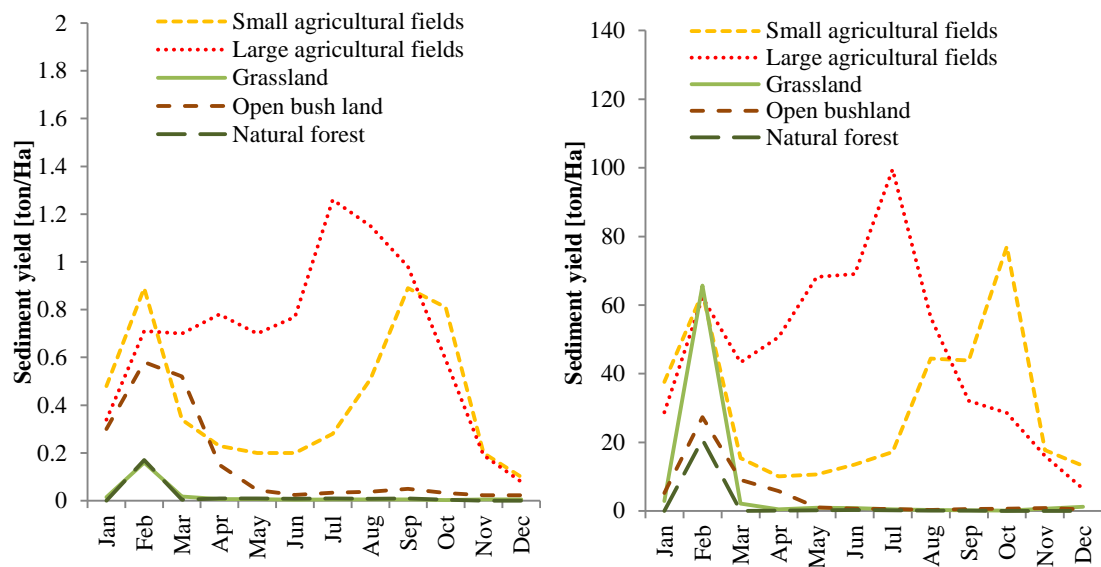 Sediment yield [ton/Ha]
2
1.8
1.6
1.4
1.2
1
0.8
0.6
0.4
0.2
0
Small agricultural fields
Large agricultural fields
Grassland
Open bush land
Natural forest
Jan
Feb
Mar
Apr
May
Jun
Jul
Aug
Sep
Oct
Nov
Dec
Sediment yield [ton/Ha]
140
120
100
80
60
40
20
0
Small agricultural fields
Large agricultural fields
Grassland
Open bushland
Natural forest
Jan
Feb
Mar
Apr
May
Jun
Jul
Aug
Sep
Oct
Nov
Dec